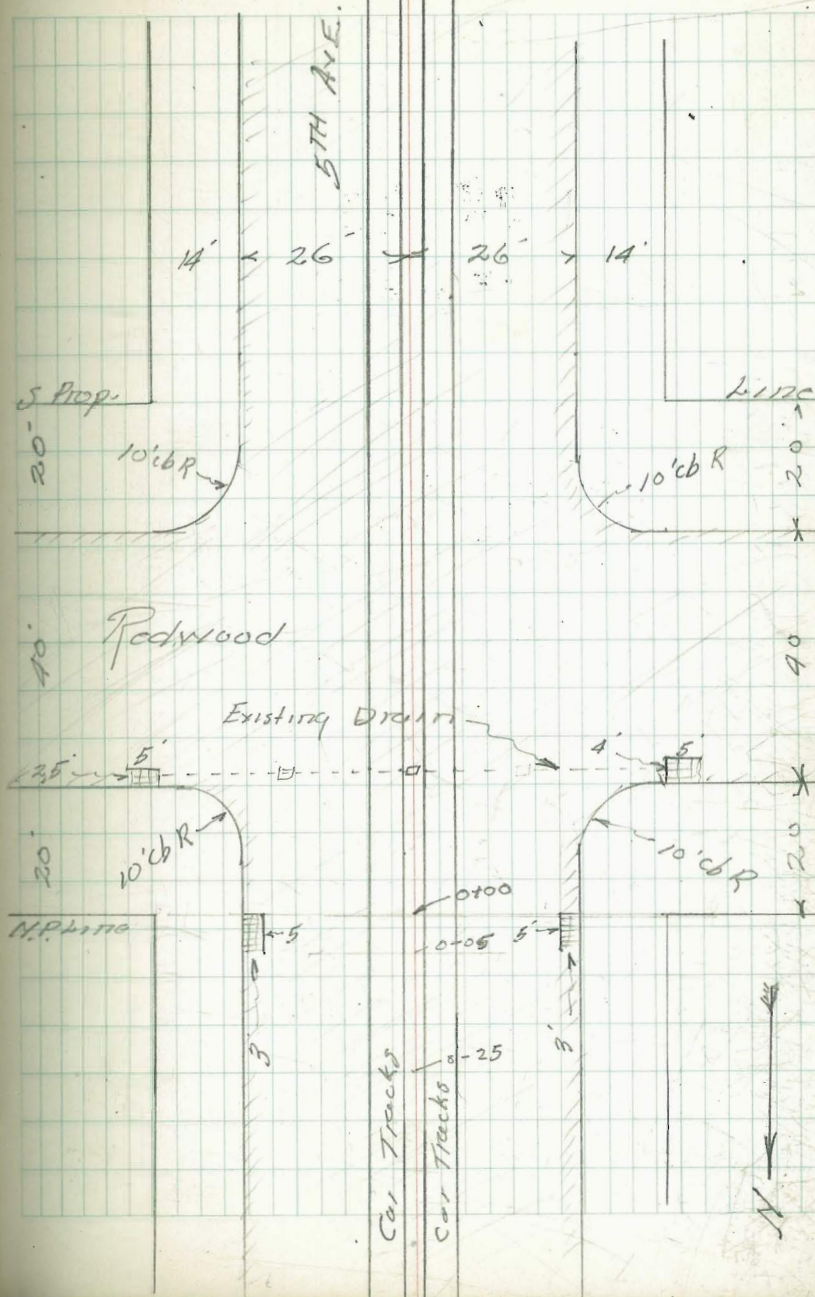 5TH AVE.
14' 26' 26' 14'
S Prop. Line
20' 20'
10' cb R 10' cb R
Redwood
40' 40
Existing Drain
2.5' 5' 4' 5'
20' 10' cb R 10' cb R 20
0+00
N.P. Line
5 0-05 5'
3' 0-25 3'
Car Tracks
Car Tracks
N